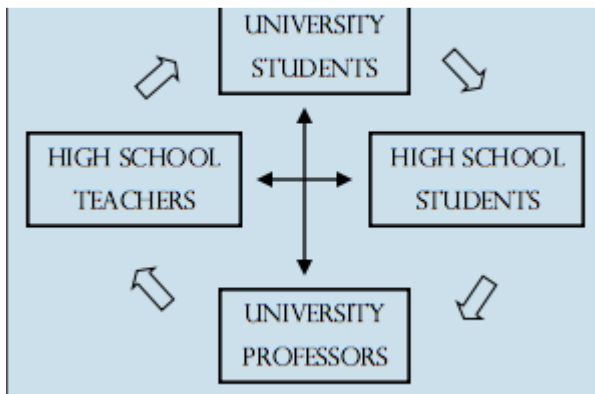 UNIVERSITY
STUDENTS
HIGH SCHOOL
TEACHERS
HIGH SCHOOL
STUDENTS
UNIVERSITY
PROFESSORS